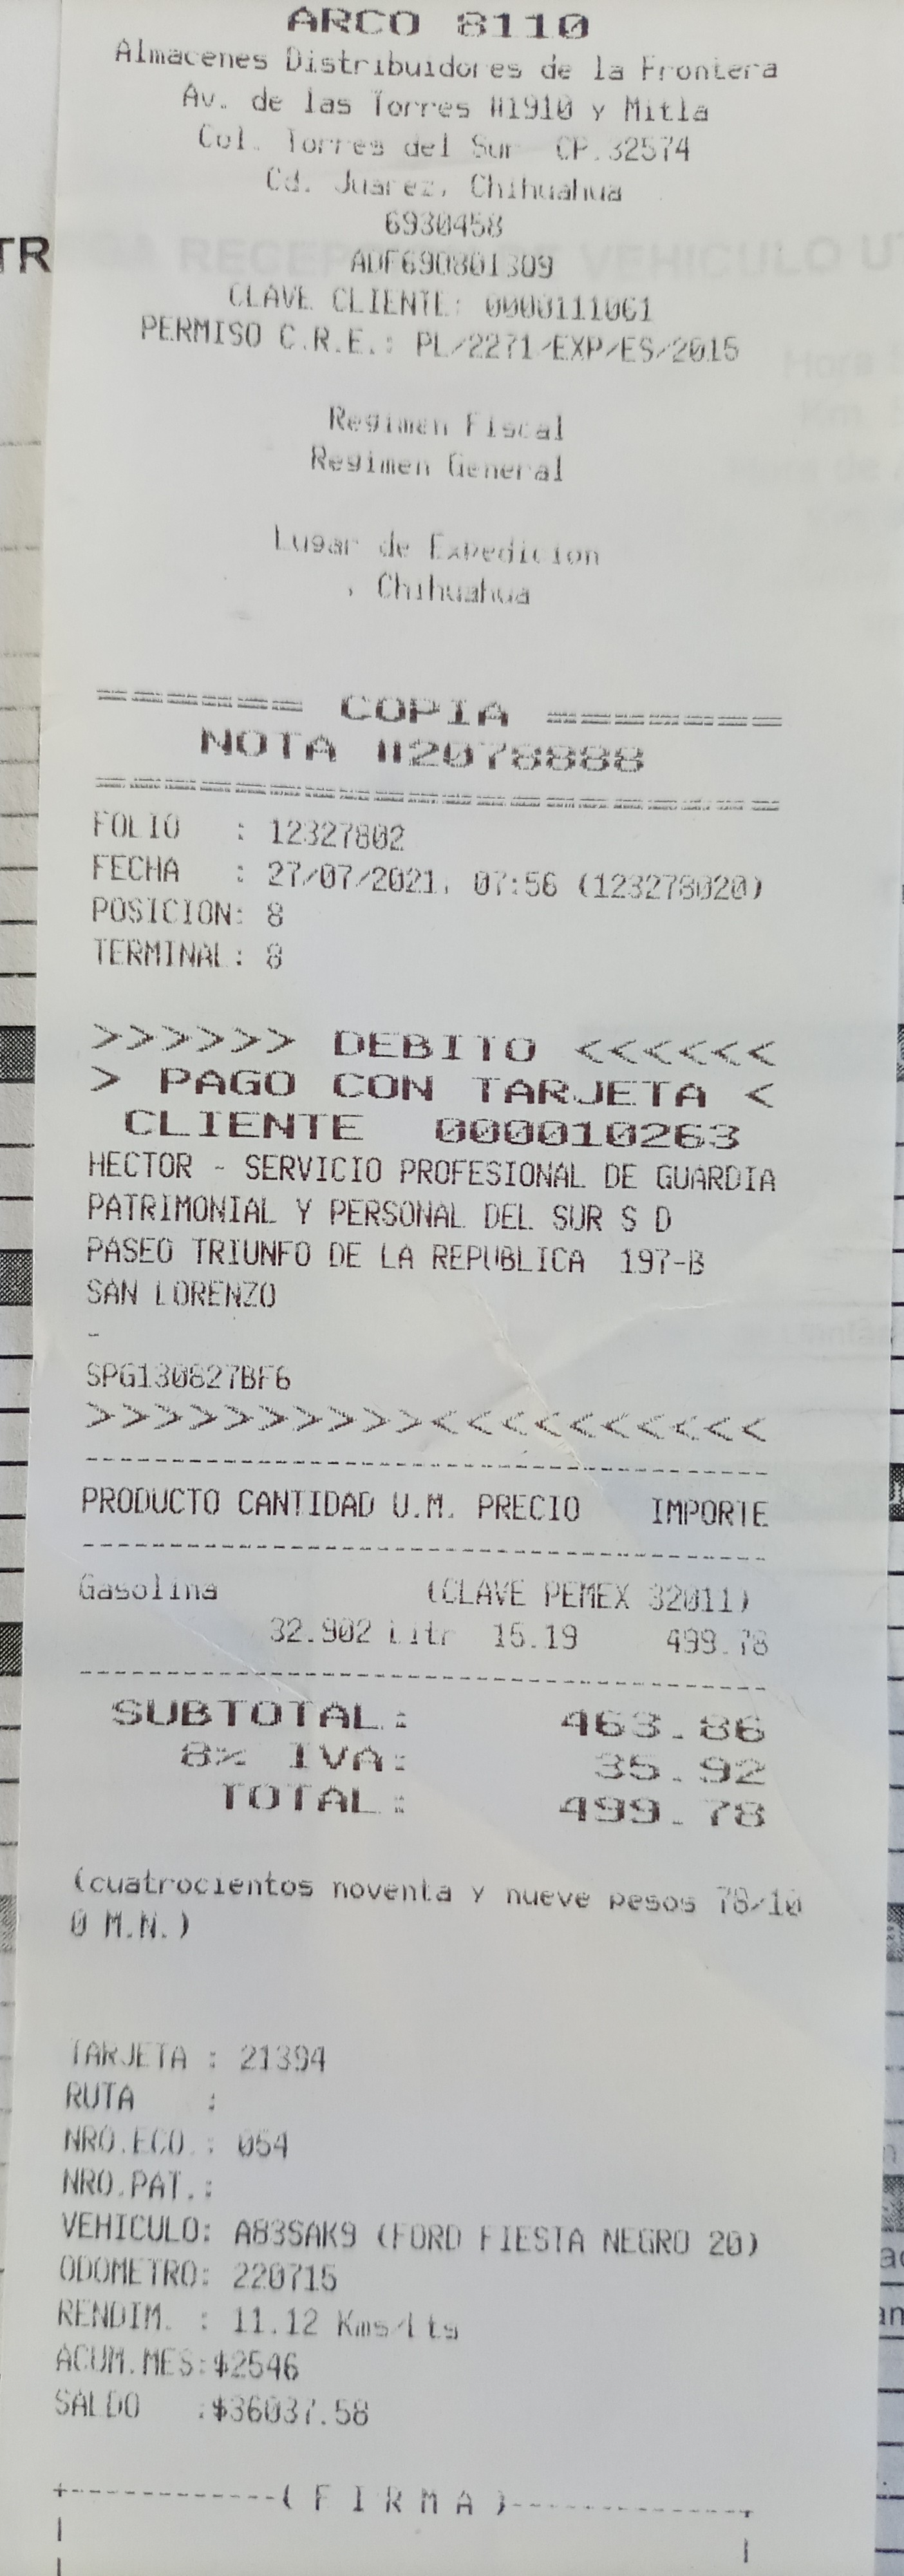 ARCO 8110
Almacenes Distribuidores de la Frontera
Av. de las Torres #1910 y Mitla
Col. Torres del Sur CP.32574
Cd. Juarez, Chihuahua
6930458
ADF690801309
CLAVE CLIENTE: 0000111061
PERMISO C.R.E.: PL/2271/EXP/ES/2015
Regimen Fiscal
Regimen General
Lugar de Expedicion
, Chihuahua
====== COPIA =======
NOTA #2078888
FOLIO : 12327802
FECHA : 27/07/2021, 07:56 (123278020)
POSICION: 8
TERMINAL: 8
>>>>>> DEBITO <<<<<<
> PAGO CON TARJETA <
CLIENTE 0000010263
HECTOR - SERVICIO PROFESIONAL DE GUARDIA
PATRIMONIAL Y PERSONAL DEL SUR S D
PASEO TRIUNFO DE LA REPUBLICA 197-B
SAN LORENZO
-
SPG130827BF6
>>>>>>>>>><<<<<<<<<<
PRODUCTO CANTIDAD U.M. PRECIO IMPORTE
Gasolina (CLAVE PEMEX 32011)
32.902 Litr 15.19 499.78
SUBTOTAL: 463.86
8% IVA: 35.92
TOTAL: 499.78
(cuatrocientos noventa y nueve pesos 78/10
0 M.N.)
TARJETA : 21394
RUTA :
NRO.ECO.: 054
NRO.PAT.:
VEHICULO: A83SAK9 (FORD FIESTA NEGRO 20)
ODOMETRO: 220715
RENDIM. : 11.12 Kms/Lts
ACUM.MES:$2546
SALDO :$36037.58
+------------( F I R M A )--------------+